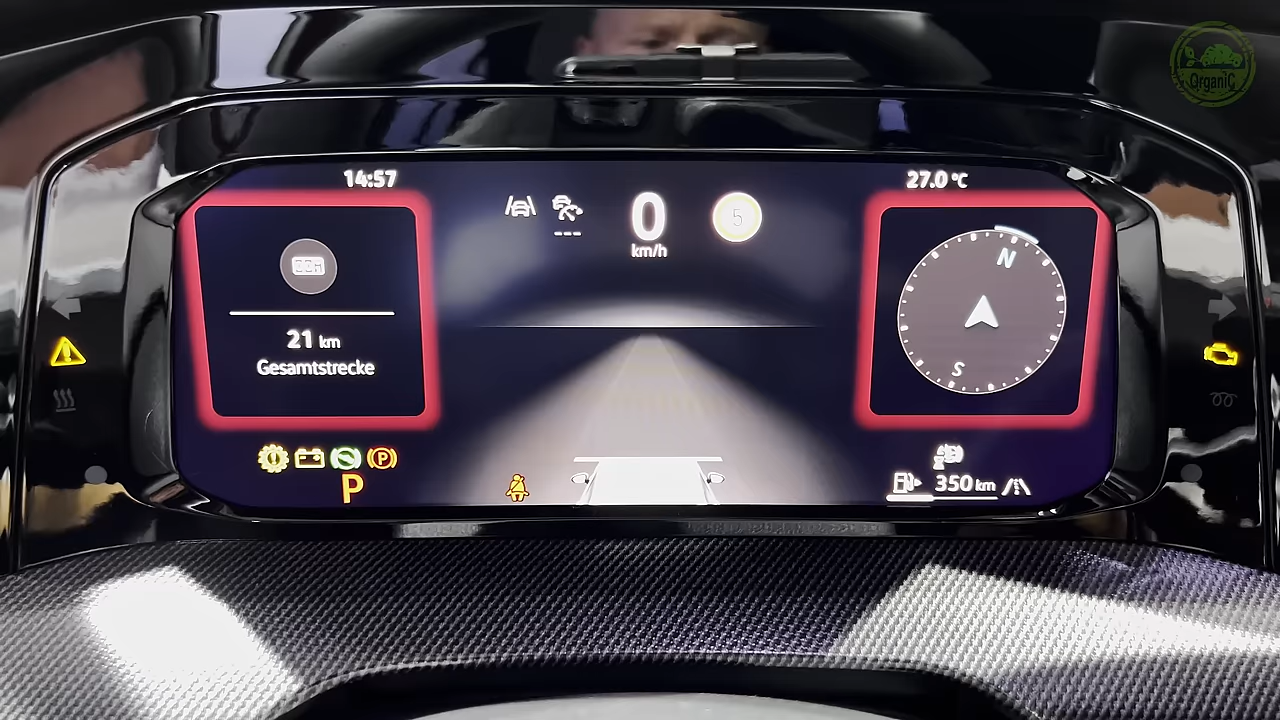 14:57
27.0 °C
0
km/h
5
N
21 km
Gesamtstrecke
S
P
P
350 km
OrganiC